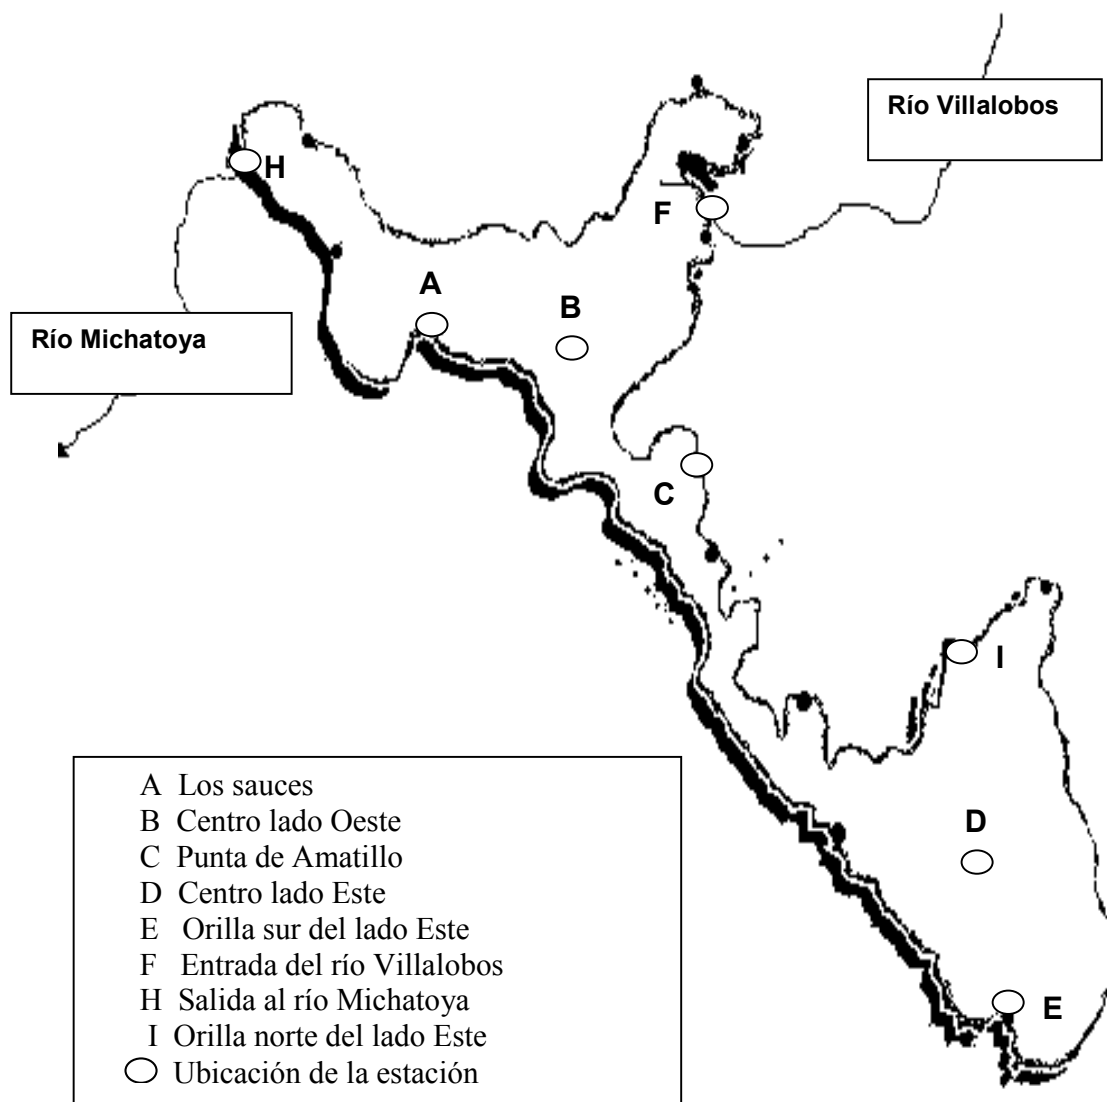 Río Villalobos
H
F
A
B
Río Michatoya
C
I
D
E
A Los sauces
B Centro lado Oeste
C Punta de Amatillo
D Centro lado Este
E Orilla sur del lado Este
F Entrada del río Villalobos
H Salida al río Michatoya
I Orilla norte del lado Este
Ubicación de la estación